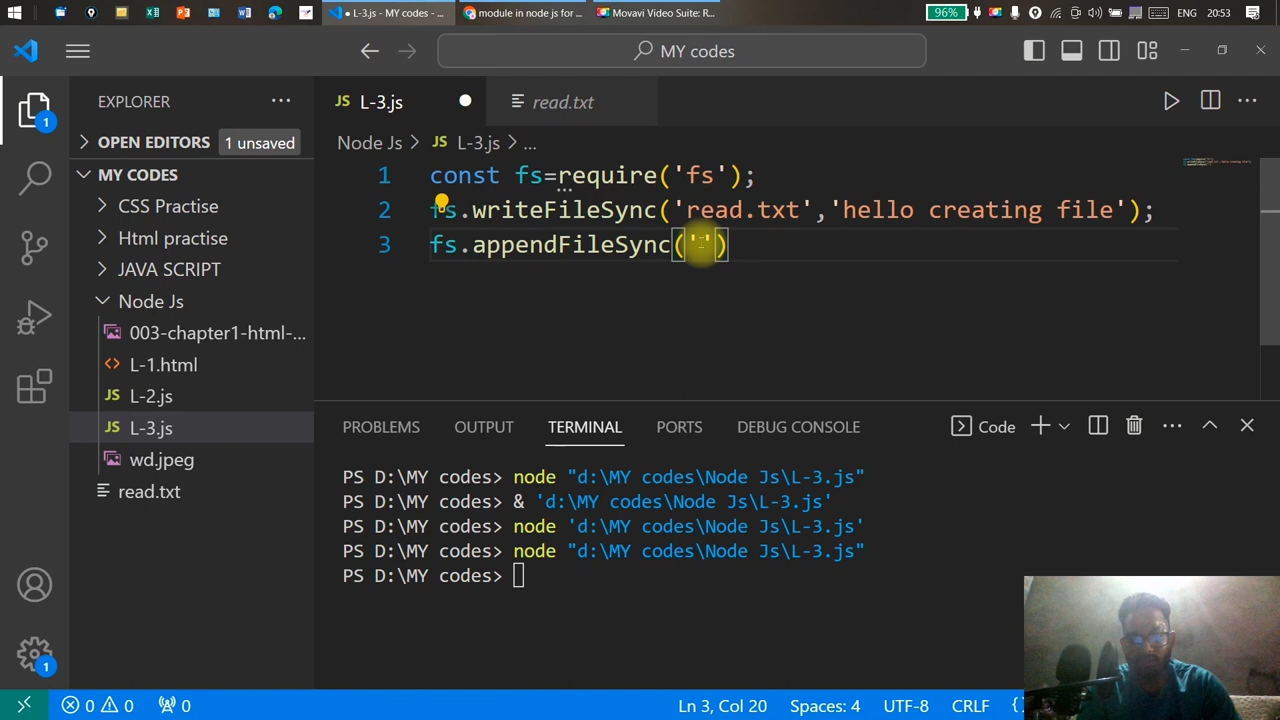 L-3.js - MY codes - ...
module in node js for ...
Movavi Video Suite: R...
96%
ENG
20:53
MY codes
EXPLORER
OPEN EDITORS
1 unsaved
MY CODES
CSS Practise
Html practise
JAVA SCRIPT
Node Js
003-chapter1-html-...
L-1.html
JS L-2.js
JS L-3.js
wd.jpeg
read.txt
1
1
JS L-3.js
read.txt
Node Js > JS L-3.js > ...
1 const fs=require('fs');
2 fs.writeFileSync('read.txt','hello creating file');
3 fs.appendFileSync('')
PROBLEMS OUTPUT TERMINAL PORTS DEBUG CONSOLE
Code
PS D:\MY codes> node "d:\MY codes\Node Js\L-3.js"
PS D:\MY codes> & 'd:\MY codes\Node Js\L-3.js'
PS D:\MY codes> node 'd:\MY codes\Node Js\L-3.js'
PS D:\MY codes> node "d:\MY codes\Node Js\L-3.js"
PS D:\MY codes>
0 0 0
Ln 3, Col 20
Spaces: 4
UTF-8
CRLF
{